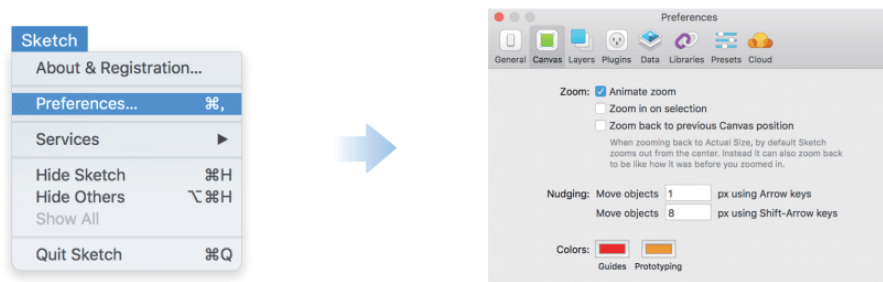 Sketch
About & Registration...
Preferences... ⌘,
Services ▶
Hide Sketch ⌘H
Hide Others ⌥⌘H
Show All
Quit Sketch ⌘Q
Preferences
General Canvas Layers Plugins Data Libraries Presets Cloud
Zoom: Animate zoom
Zoom in on selection
Zoom back to previous Canvas position
When zooming back to Actual Size, by default Sketch
zooms out from the center. Instead it can also zoom back
to be like how it was before you zoomed in.
Nudging: Move objects 1 px using Arrow keys
Move objects 8 px using Shift-Arrow keys
Colors:
Guides Prototyping